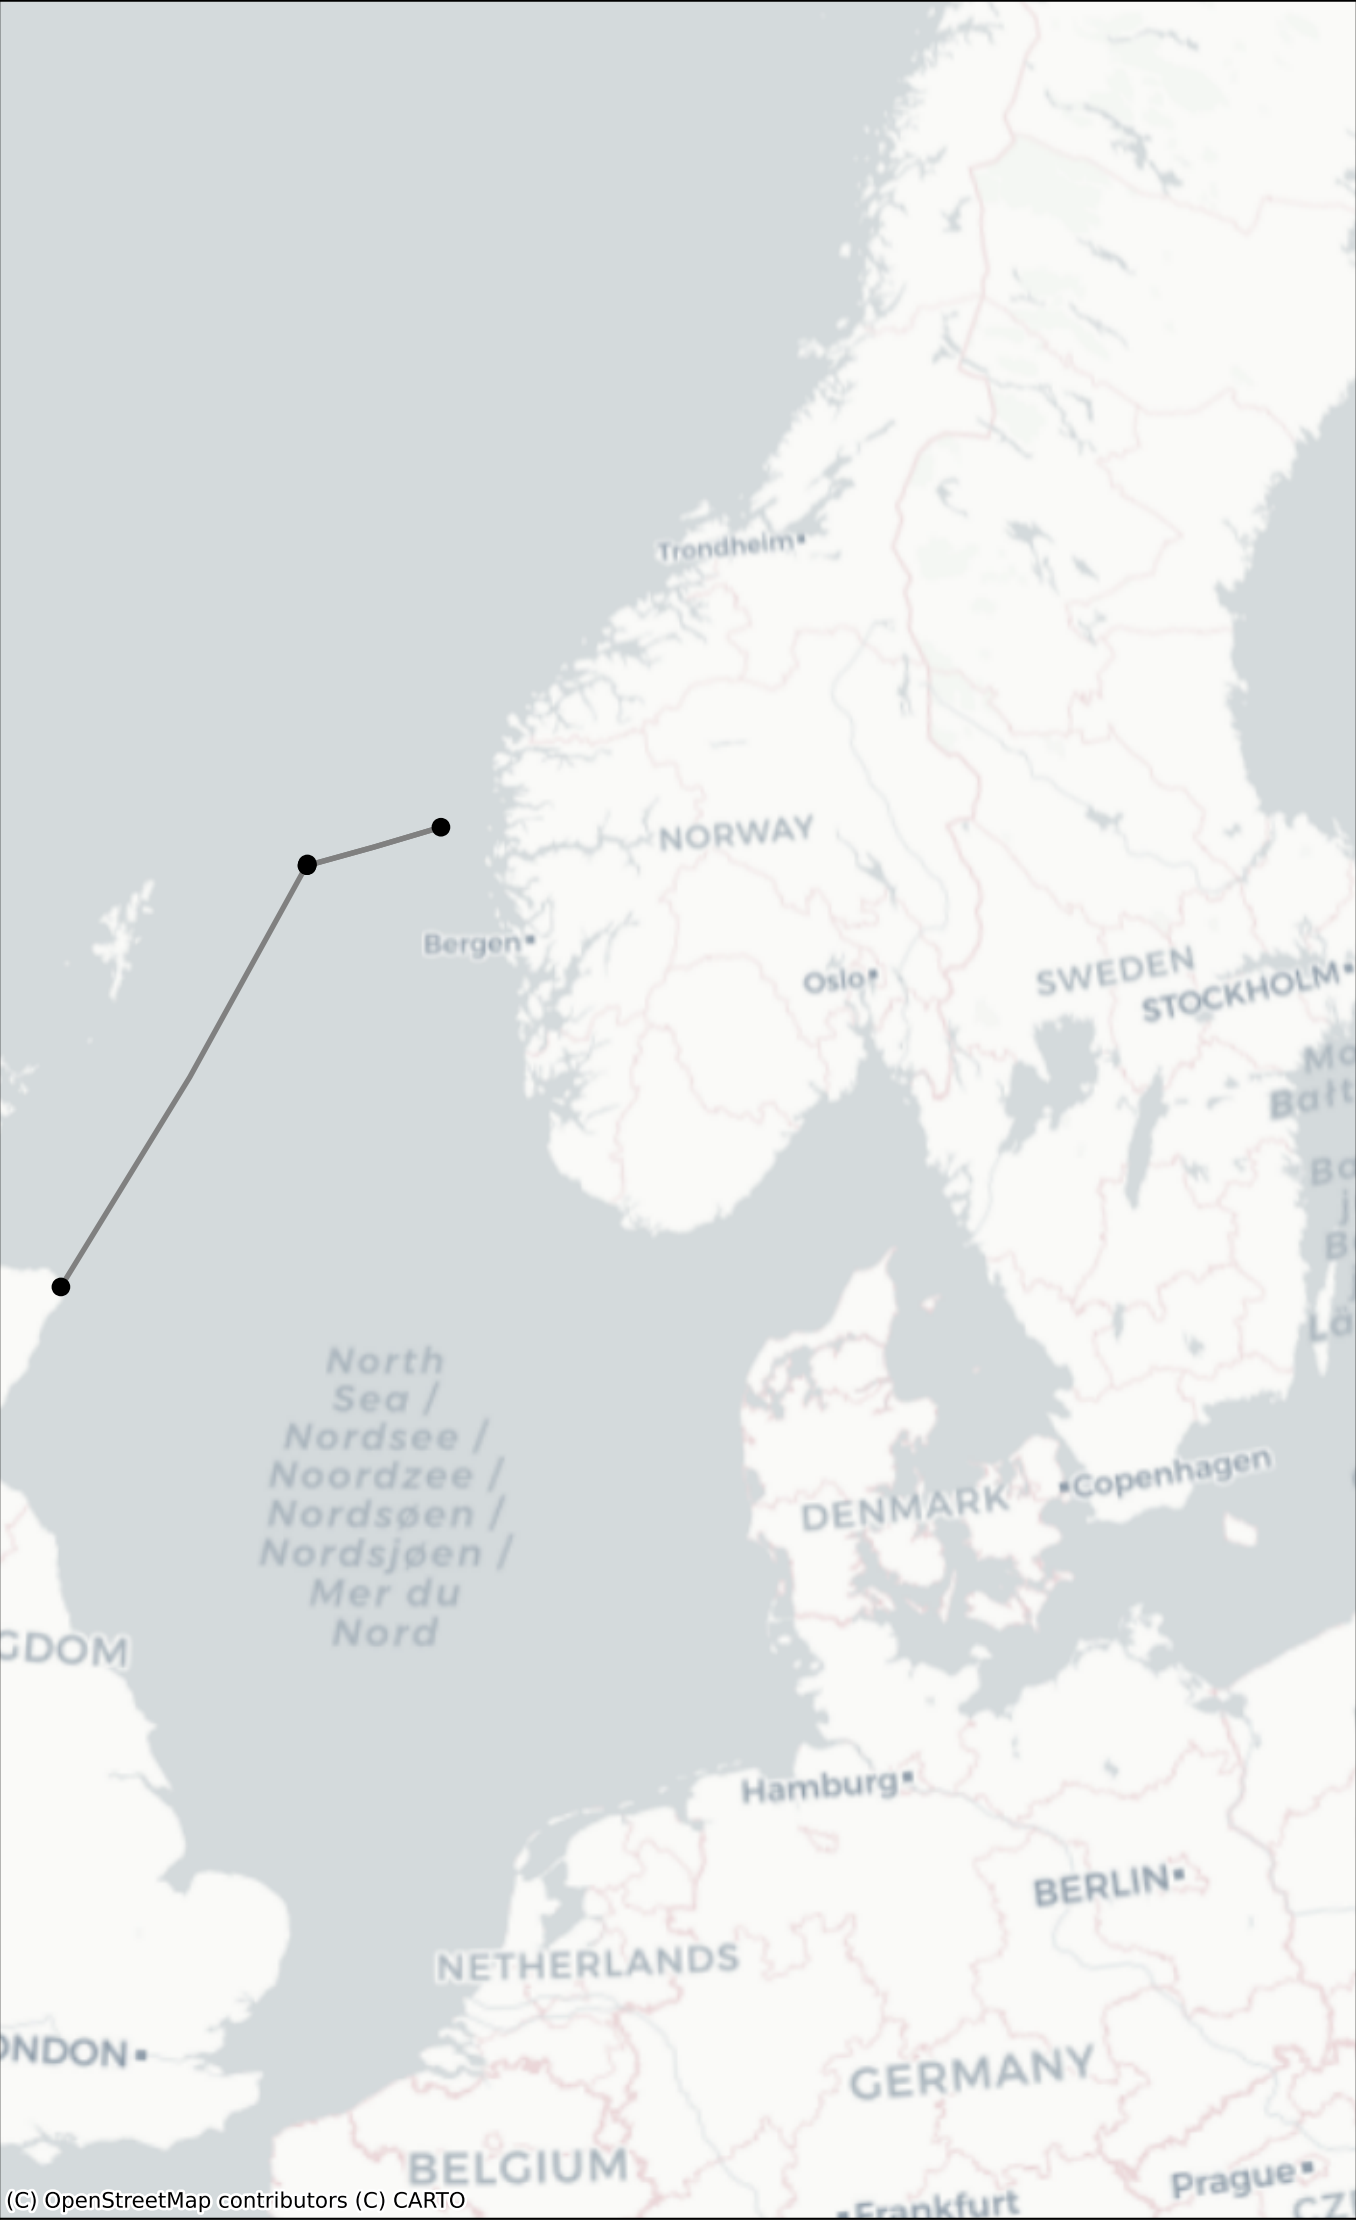 Trondheim
NORWAY
Bergen
Oslo
SWEDEN
STOCKHOLM
North
Sea /
Nordsee /
Noordzee /
Nordsøen /
Nordsjøen /
Mer du
Nord
DENMARK
Copenhagen
GDOM
Hamburg
BERLIN
NETHERLANDS
ONDON
GERMANY
BELGIUM
Prague
Frankfurt
CZ
(C) OpenStreetMap contributors (C) CARTO